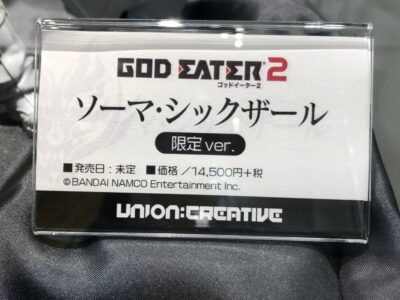 GOD EATER 2
ゴッドイーター2
ソーマ・シックザール
限定ver.
■発売日:未定 ■価格/14,500円+税
©BANDAI NAMCO Entertainment Inc.
UNION:CREATIVE